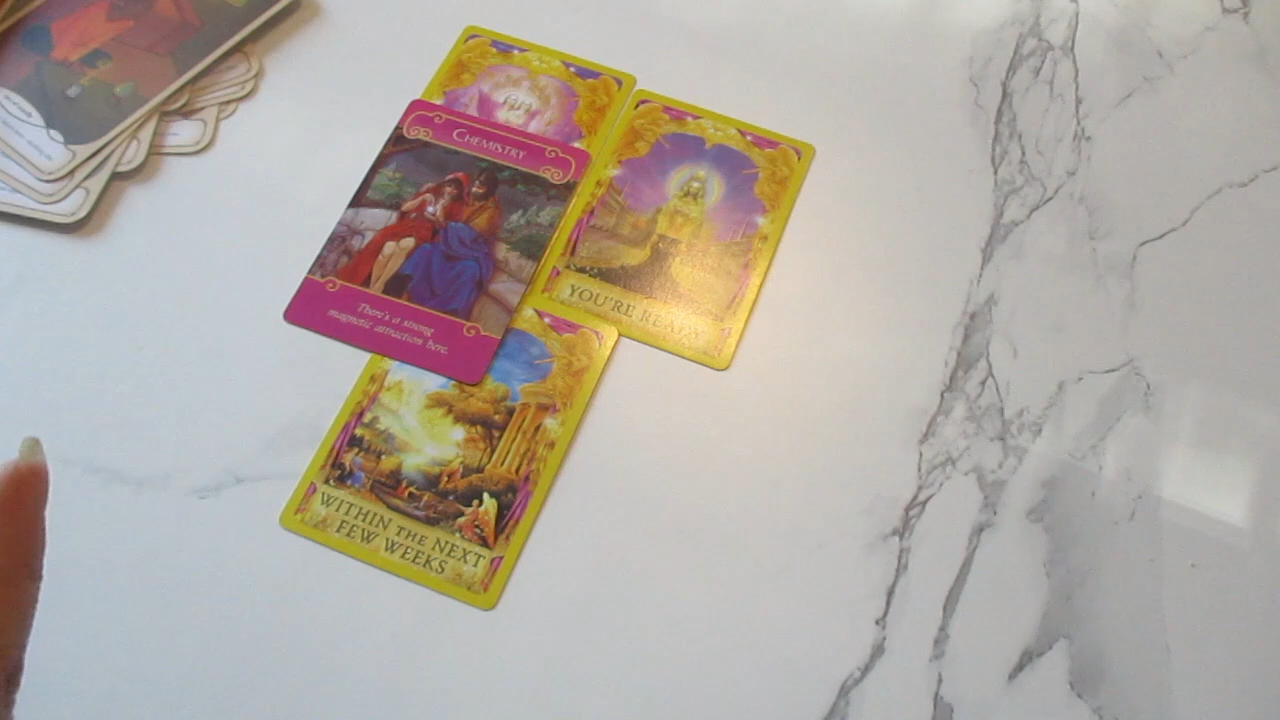 CHEMISTRY
There's a strong
magnetic attraction here.
YOU'RE READY
WITHIN THE NEXT
FEW WEEKS